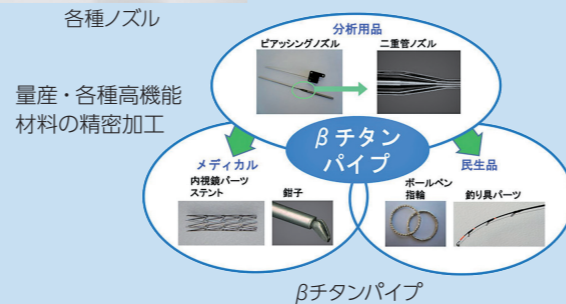 各種ノズル
量産・各種高機能
材料の精密加工
分析用品
ピアッシングノズル
二重管ノズル
βチタン
パイプ
メディカル
内視鏡パーツ
ステント
鉗子
民生品
ボールペン
指輪
釣り具パーツ
βチタンパイプ